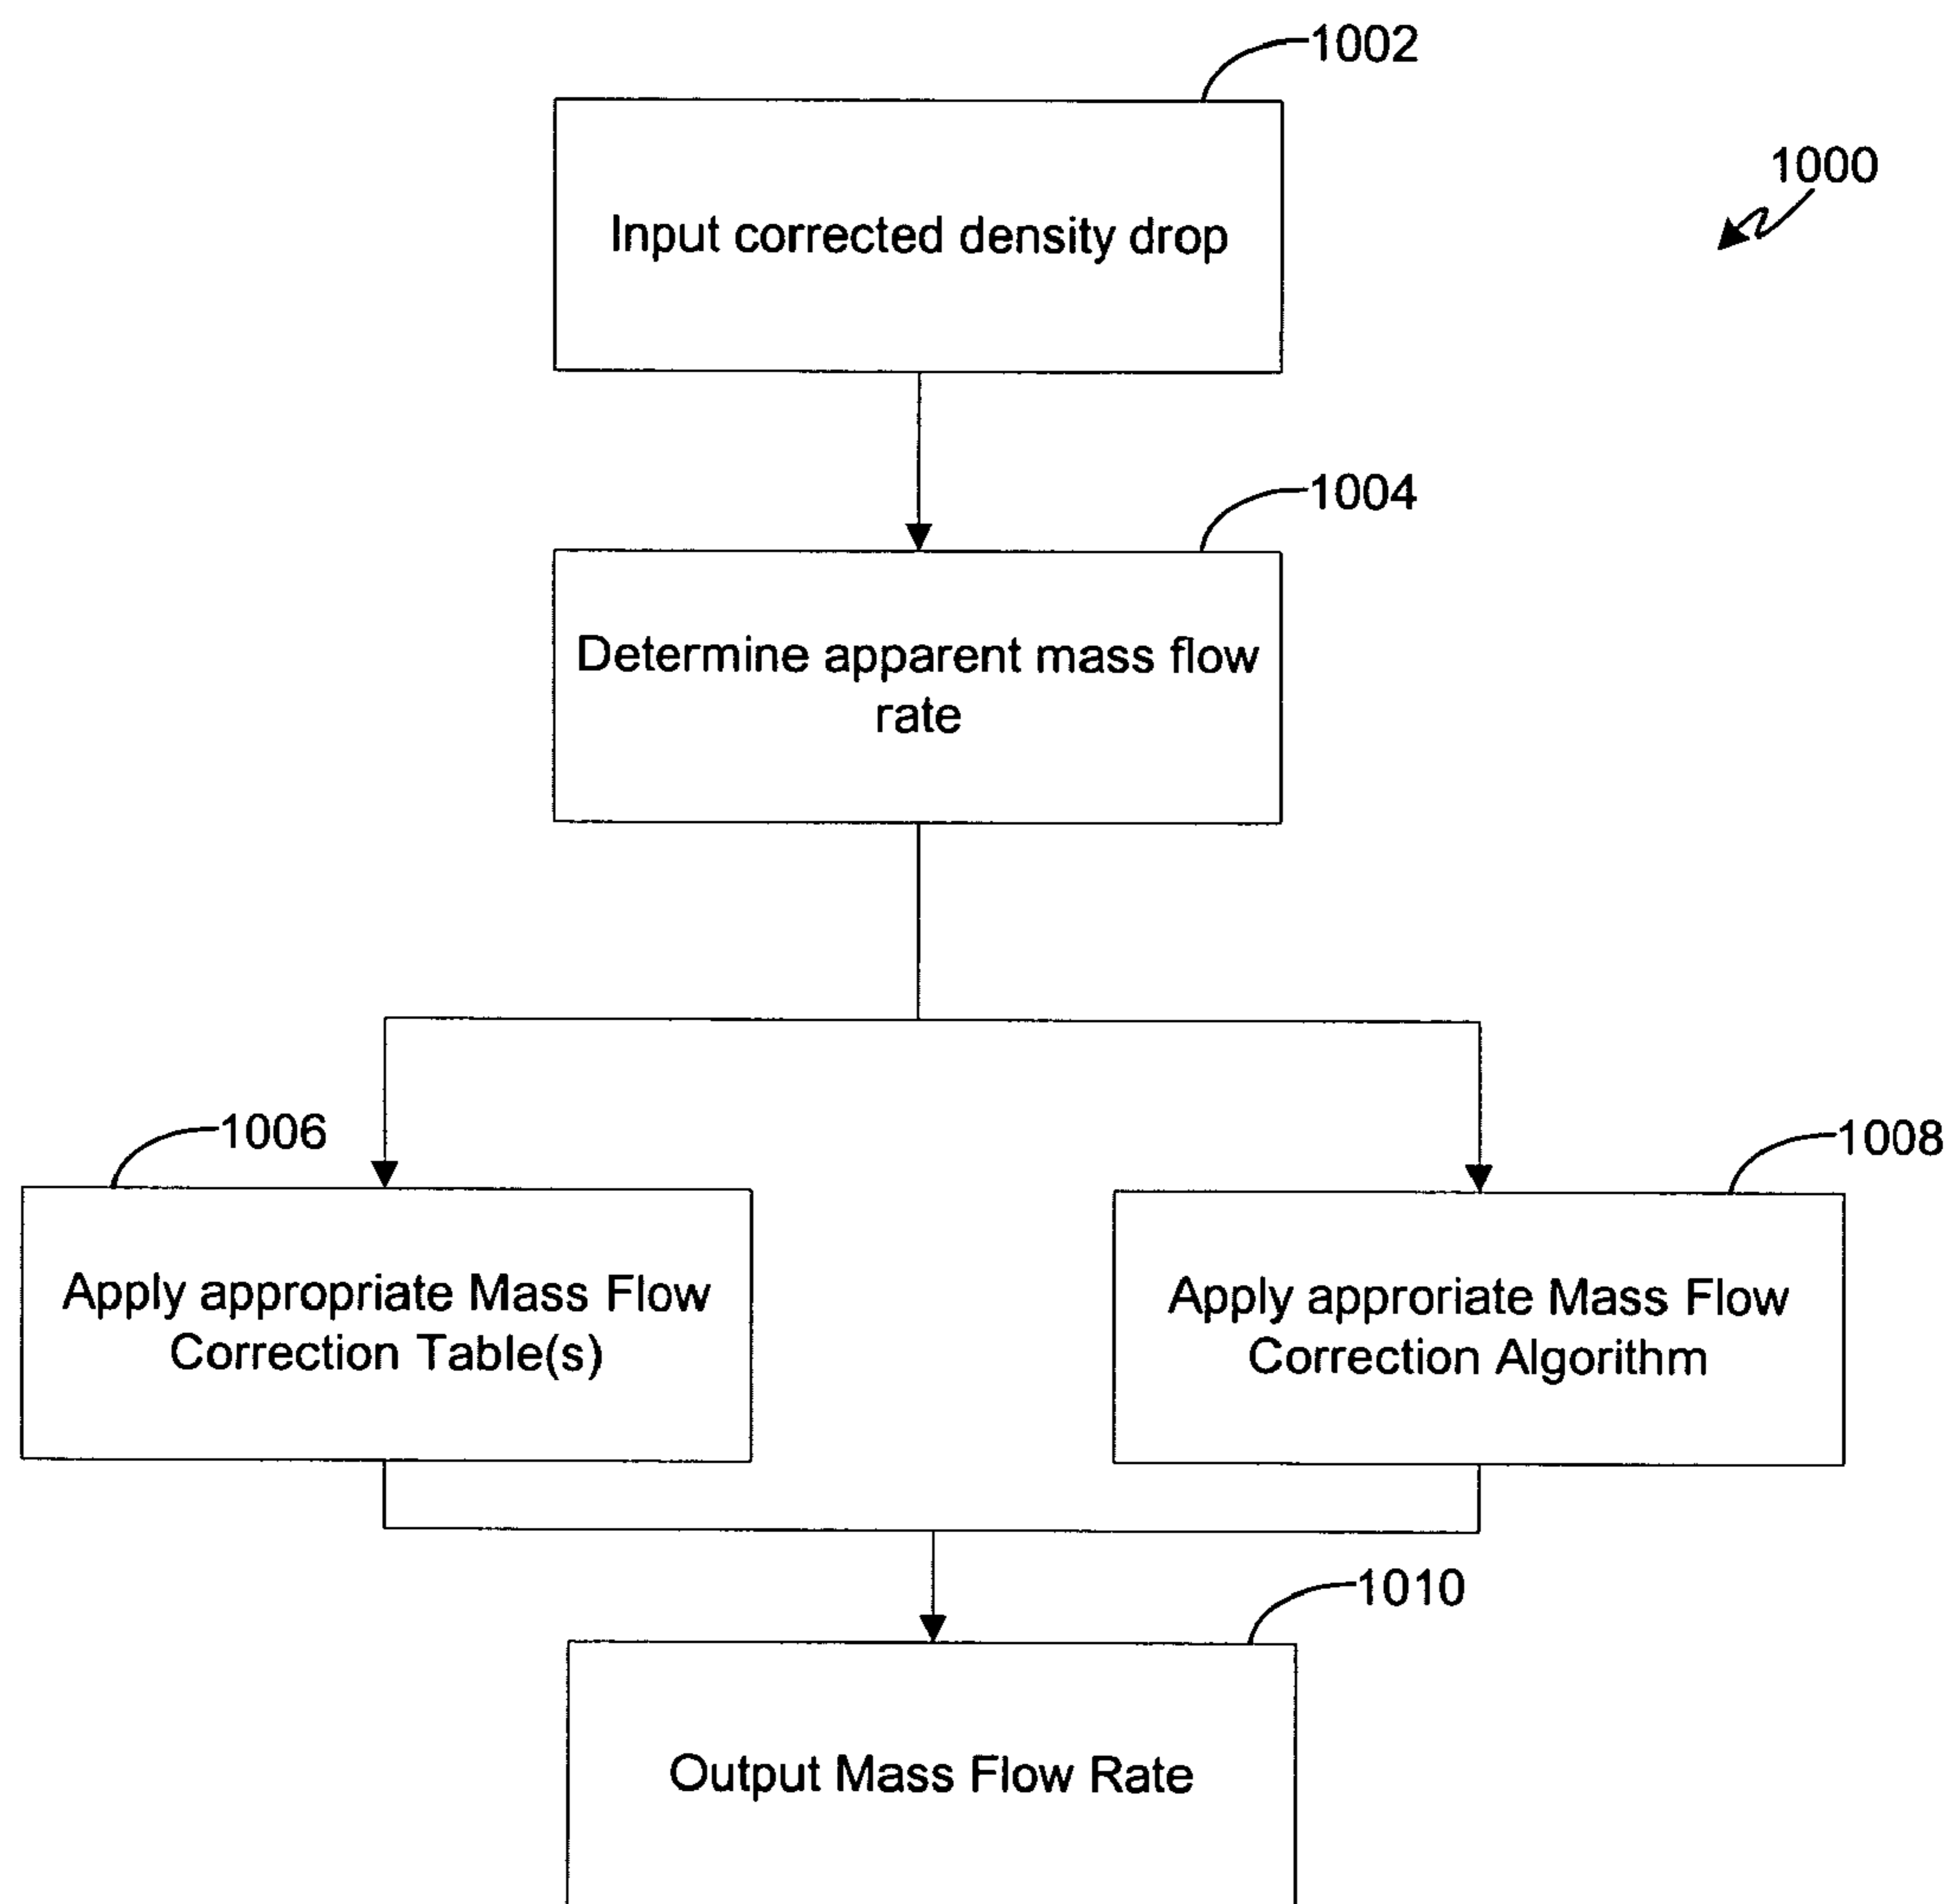 1002
1000
Input corrected density drop
1004
Determine apparent mass flow
rate
1006
1008
Apply appropriate Mass Flow
Correction Table(s)
Apply approriate Mass Flow
Correction Algorithm
1010
Output Mass Flow Rate